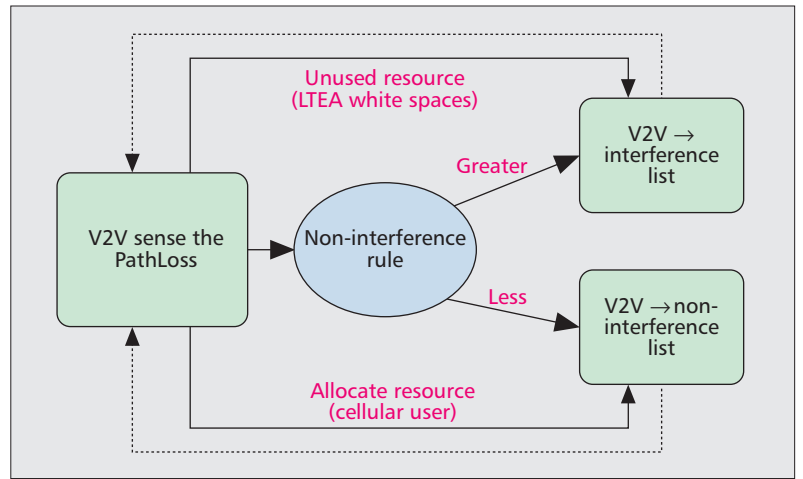 Unused resource
(LTEA white spaces)
V2V →
interference
list
Greater
V2V sense the
PathLoss
Non-interference
rule
Less
V2V →non-
interference
list
Allocate resource
(cellular user)